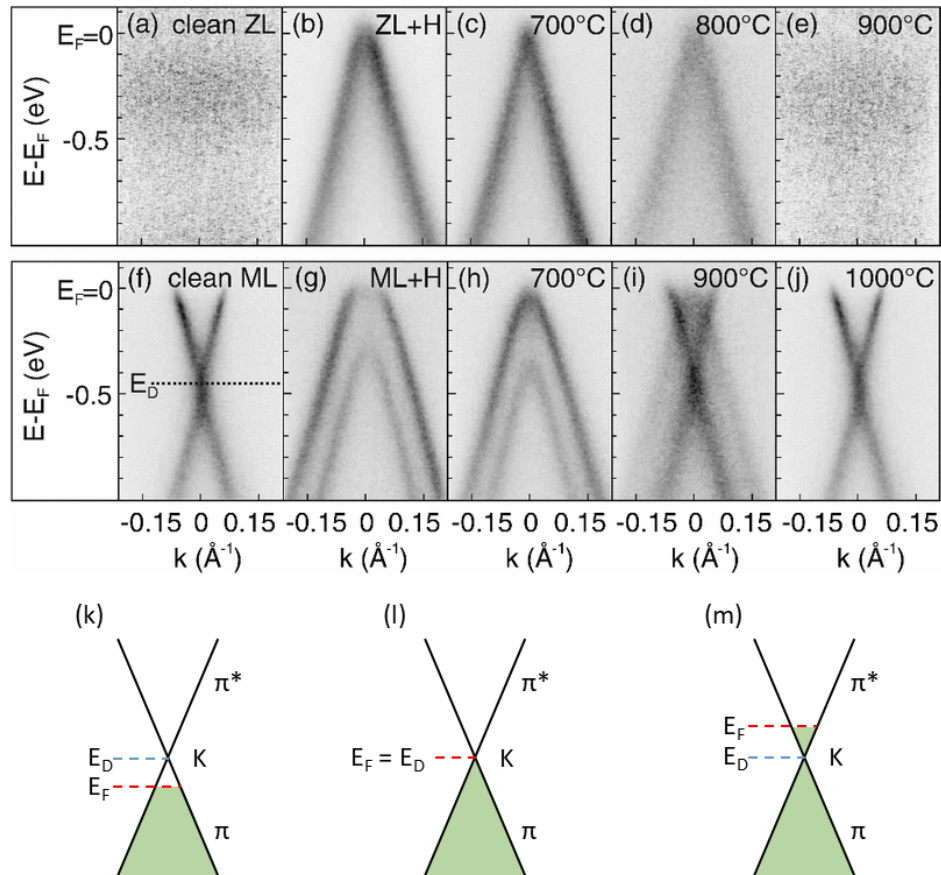 (a) clean ZL
(b) ZL+H
(c) 700°C
(d) 800°C
(e) 900°C
E_F=0
-0.5
E-E_F (eV)
(f) clean ML
(g) ML+H
(h) 700°C
(i) 900°C
(j) 1000°C
E_F=0
E_D
-0.5
E-E_F (eV)
-0.15 0 0.15
-0.15 0 0.15
-0.15 0 0.15
-0.15 0 0.15
-0.15 0 0.15
k (Å⁻¹)
k (Å⁻¹)
k (Å⁻¹)
k (Å⁻¹)
k (Å⁻¹)
(k)
π*
E_D
K
E_F
π
(l)
π*
E_F = E_D
K
π
(m)
π*
E_F
E_D
K
π